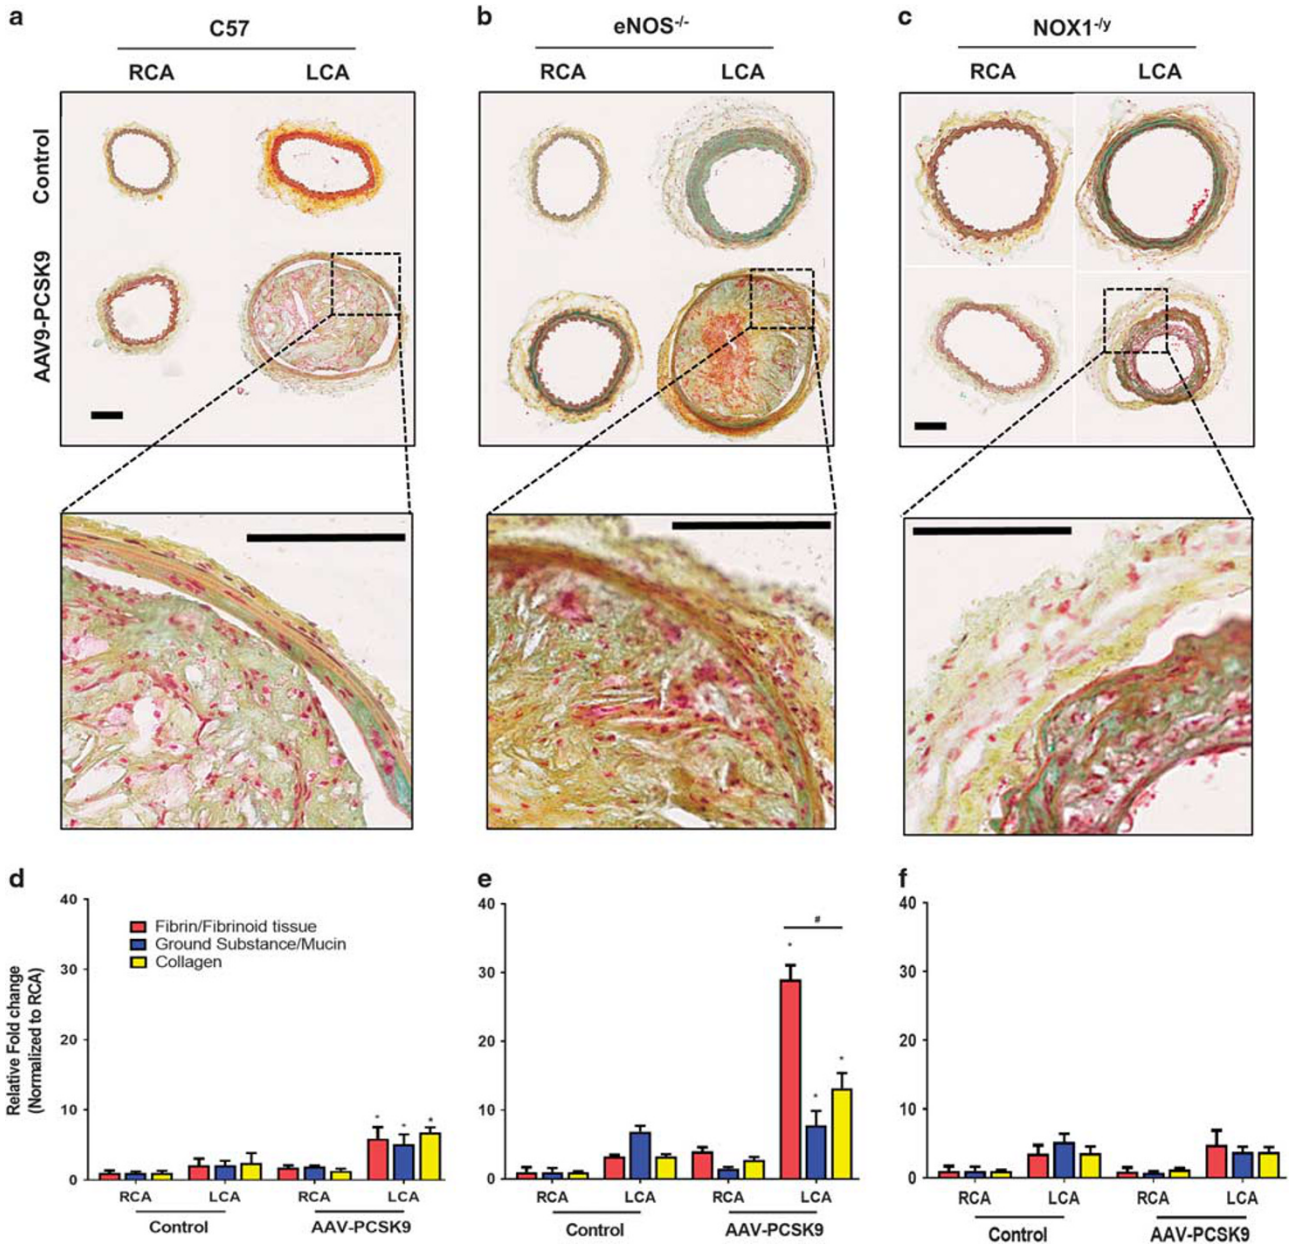 a
C57
RCA LCA
b
eNOS-/-
RCA LCA
c
NOX1-/y
RCA LCA
Control
AAV9-PCSK9
d
Relative Fold change
(Normalized to RCA)
40
30
20
10
0
Fibrin/Fibrinoid tissue
Ground Substance/Mucin
Collagen
* * *
RCA LCA RCA LCA
Control AAV-PCSK9
e
40
30
20
10
0
#
*
*
*
RCA LCA RCA LCA
Control AAV-PCSK9
f
40
30
20
10
0
RCA LCA RCA LCA
Control AAV-PCSK9